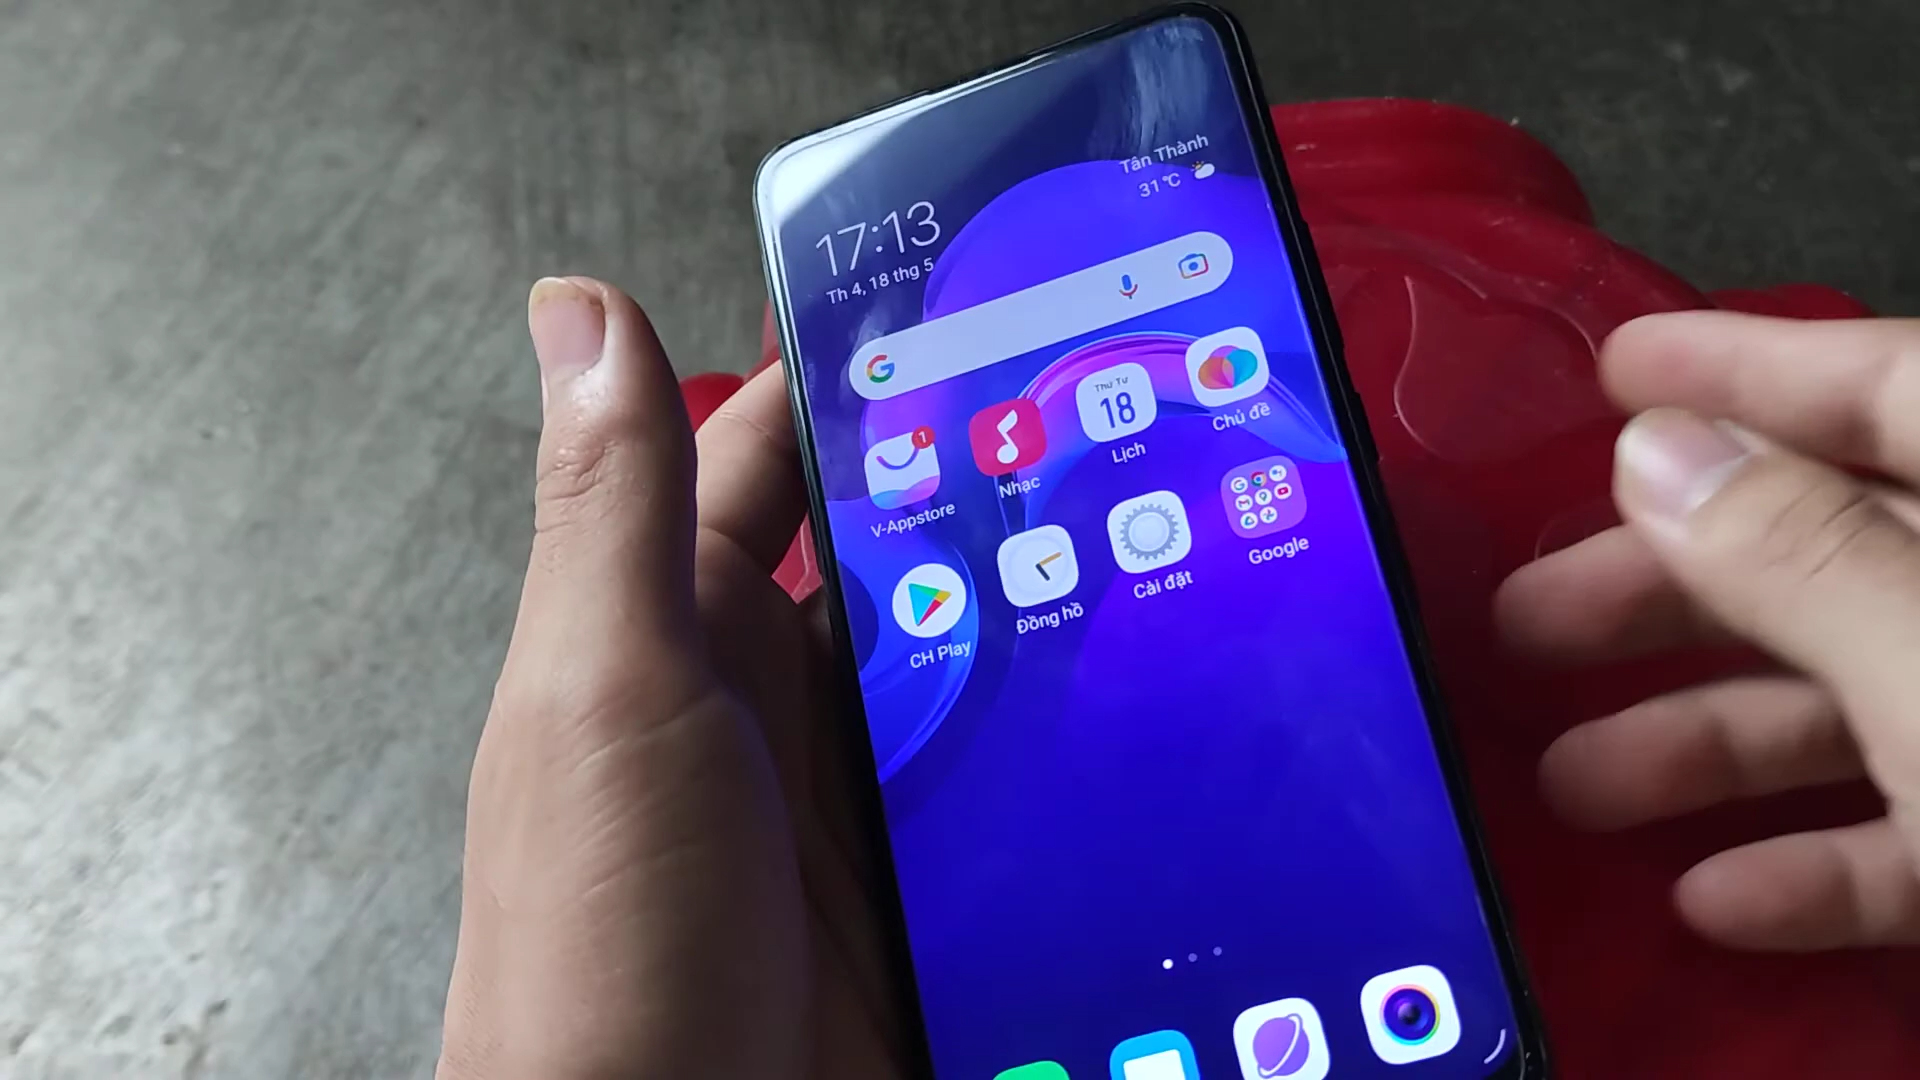 Tân Thành
31°C
17:13
Th 4, 18 thg 5
G
Thứ Tư
18
1
V-Appstore
Nhạc
Lịch
Chủ đề
CH Play
Đồng hồ
Cài đặt
Google